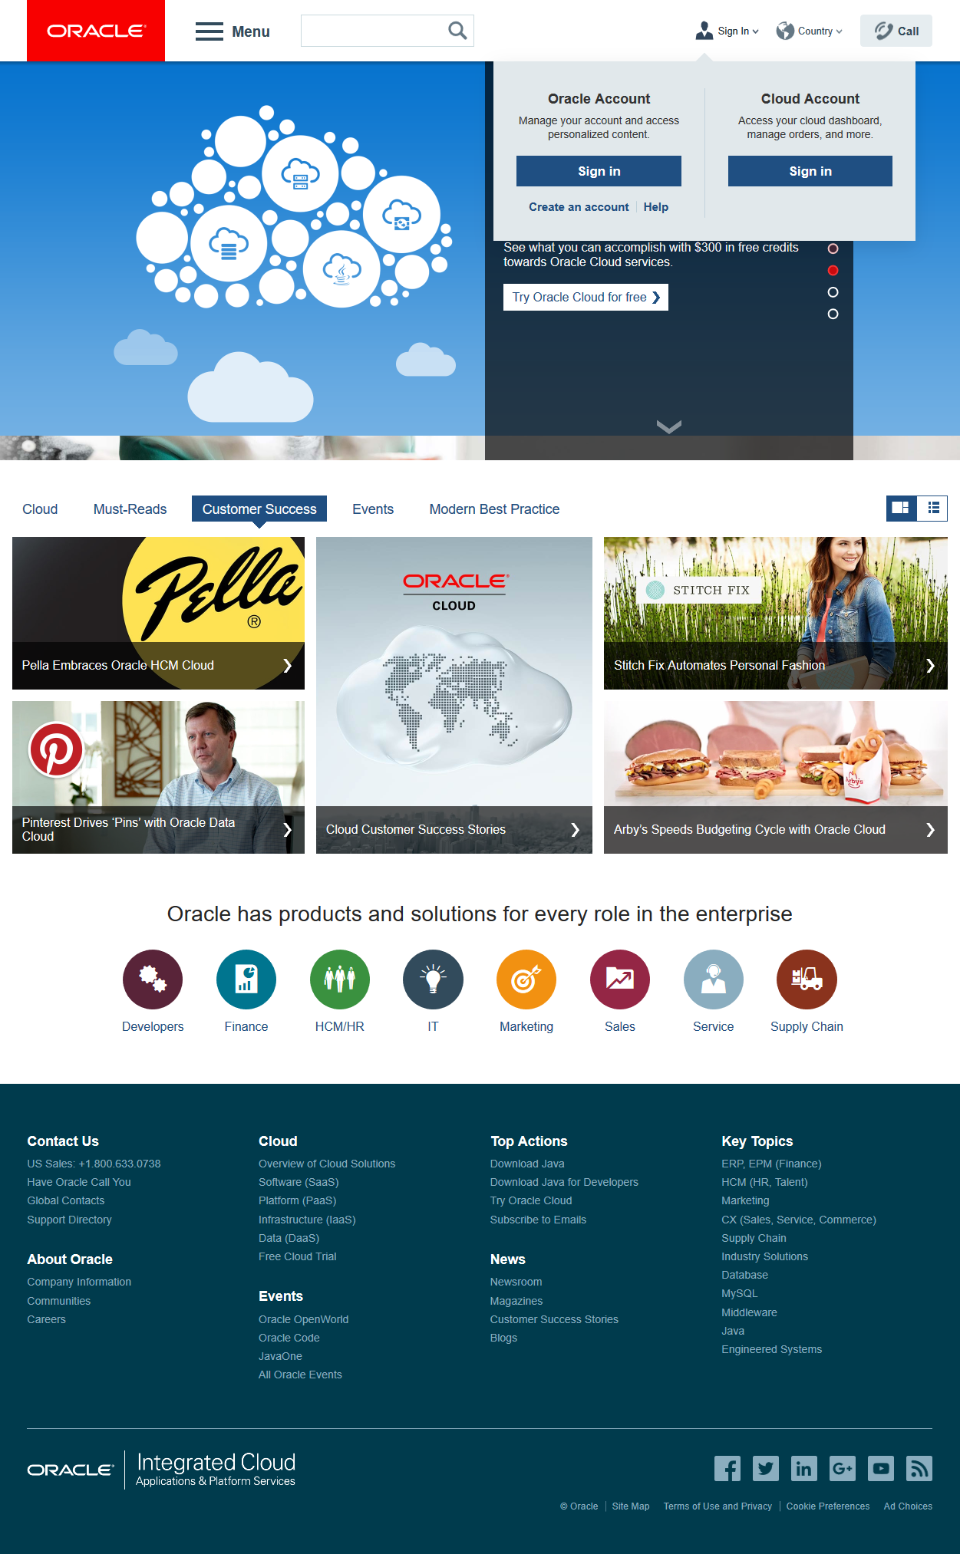 ORACLE
Menu
Sign In
Country
Call
Oracle Account
Manage your account and access
personalized content.
Sign in
Create an account
Help
Cloud Account
Access your cloud dashboard,
manage orders, and more.
Sign in
See what you can accomplish with $300 in free credits
towards Oracle Cloud services.
Try Oracle Cloud for free
Cloud
Must-Reads
Customer Success
Events
Modern Best Practice
Pella
®
Pella Embraces Oracle HCM Cloud
ORACLE
CLOUD
Cloud Customer Success Stories
STITCH FIX
Stitch Fix Automates Personal Fashion
Pinterest Drives 'Pins' with Oracle Data
Cloud
Arby's
Arby's Speeds Budgeting Cycle with Oracle Cloud
Oracle has products and solutions for every role in the enterprise
Developers
Finance
HCM/HR
IT
Marketing
Sales
Service
Supply Chain
Contact Us
US Sales: +1.800.633.0738
Have Oracle Call You
Global Contacts
Support Directory
About Oracle
Company Information
Communities
Careers
Cloud
Overview of Cloud Solutions
Software (SaaS)
Platform (PaaS)
Infrastructure (IaaS)
Data (DaaS)
Free Cloud Trial
Events
Oracle OpenWorld
Oracle Code
JavaOne
All Oracle Events
Top Actions
Download Java
Download Java for Developers
Try Oracle Cloud
Subscribe to Emails
News
Newsroom
Magazines
Customer Success Stories
Blogs
Key Topics
ERP, EPM (Finance)
HCM (HR, Talent)
Marketing
CX (Sales, Service, Commerce)
Supply Chain
Industry Solutions
Database
MySQL
Middleware
Java
Engineered Systems
ORACLE
Integrated Cloud
Applications & Platform Services
© Oracle
Site Map
Terms of Use and Privacy
Cookie Preferences
Ad Choices